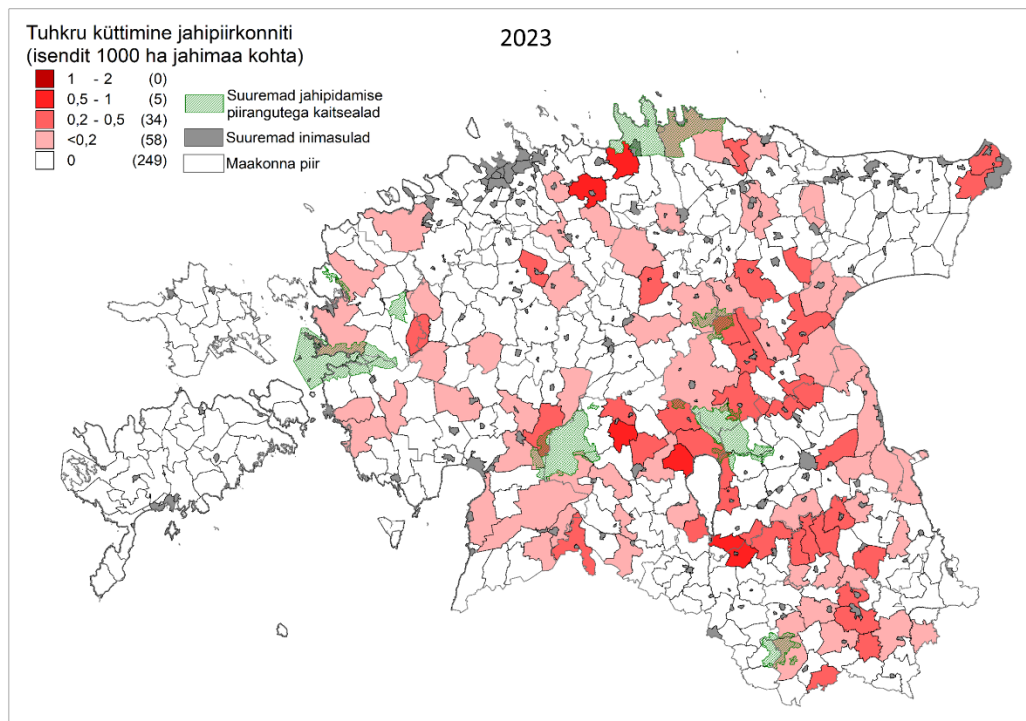 Tuhkru küttimine jahipiirkonniti
(isendit 1000 ha jahimaa kohta)
2023
1 - 2 (0)
0,5 - 1 (5)
0,2 - 0,5 (34)
<0,2 (58)
0 (249)
Suuremad jahipidamise
piirangutega kaitsealad
Suuremad inimasulad
Maakonna piir